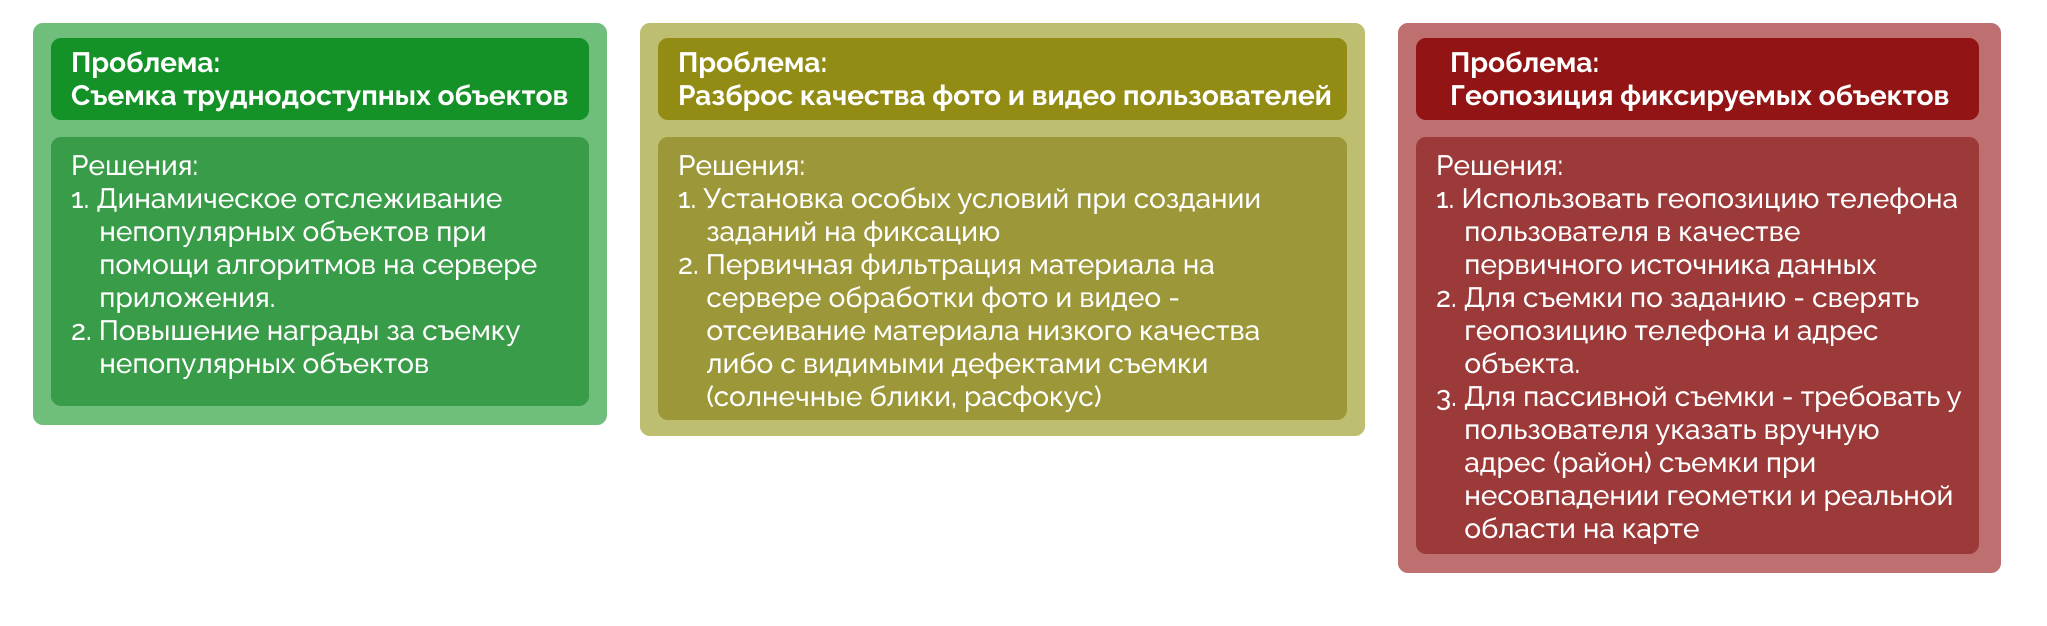 Проблема:
Съемка труднодоступных объектов
Решения:
1. Динамическое отслеживание
непопулярных объектов при
помощи алгоритмов на сервере
приложения.
2. Повышение награды за съемку
непопулярных объектов
Проблема:
Разброс качества фото и видео пользователей
Решения:
1. Установка особых условий при создании
заданий на фиксацию
2. Первичная фильтрация материала на
сервере обработки фото и видео -
отсеивание материала низкого качества
либо с видимыми дефектами съемки
(солнечные блики, расфокус)
Проблема:
Геопозиция фиксируемых объектов
Решения:
1. Использовать геопозицию телефона
пользователя в качестве
первичного источника данных
2. Для съемки по заданию - сверять
геопозицию телефона и адрес
объекта.
3. Для пассивной съемки - требовать у
пользователя указать вручную
адрес (район) съемки при
несовпадении геометки и реальной
области на карте